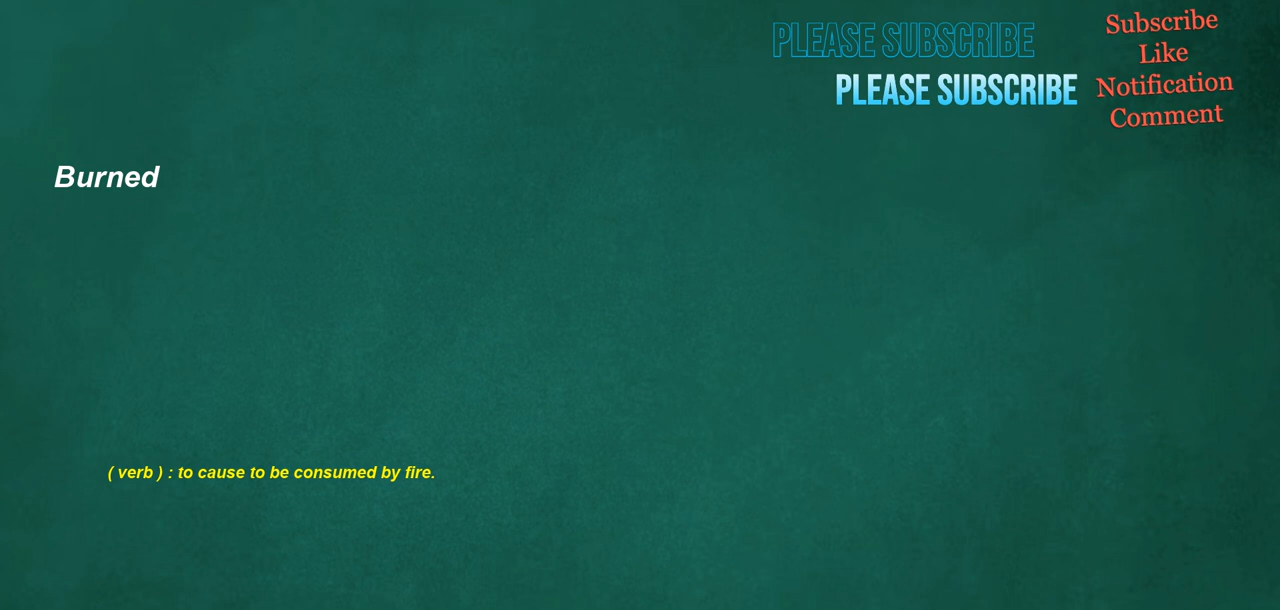 PLEASE SUBSCRIBE
PLEASE SUBSCRIBE
Subscribe
Like
Notification
Comment
Burned
( verb ) : to cause to be consumed by fire.